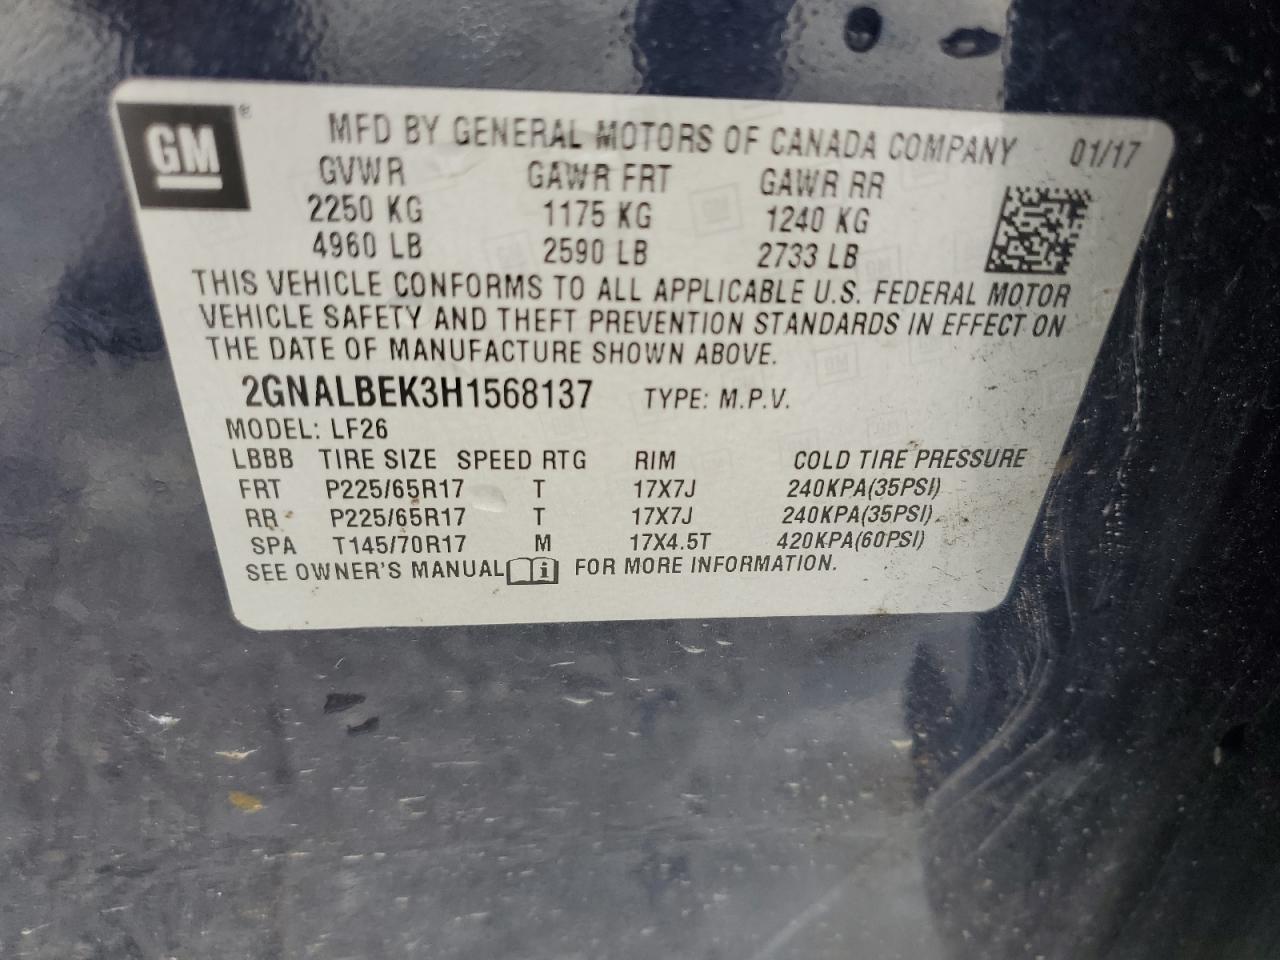 GM ® MFD BY GENERAL MOTORS OF CANADA COMPANY 01/17
GVWR GAWR FRT GAWR RR
2250 KG 1175 KG 1240 KG
4960 LB 2590 LB 2733 LB
THIS VEHICLE CONFORMS TO ALL APPLICABLE U.S. FEDERAL MOTOR
VEHICLE SAFETY AND THEFT PREVENTION STANDARDS IN EFFECT ON
THE DATE OF MANUFACTURE SHOWN ABOVE.
2GNALBEK3H1568137 TYPE: M.P.V.
MODEL: LF26
LBBB TIRE SIZE SPEED RTG RIM COLD TIRE PRESSURE
FRT P225/65R17 T 17X7J 240KPA(35PSI)
RR P225/65R17 T 17X7J 240KPA(35PSI)
SPA T145/70R17 M 17X4.5T 420KPA(60PSI)
SEE OWNER'S MANUAL i FOR MORE INFORMATION.